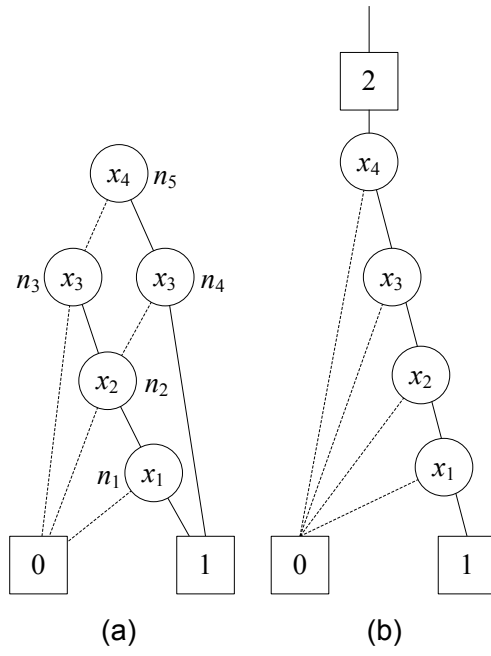 2
x₄
x₄ n₅
n₃ x₃ x₃ n₄
x₃
x₂ n₂
x₂
n₁ x₁
x₁
0 1 0 1
(a) (b)